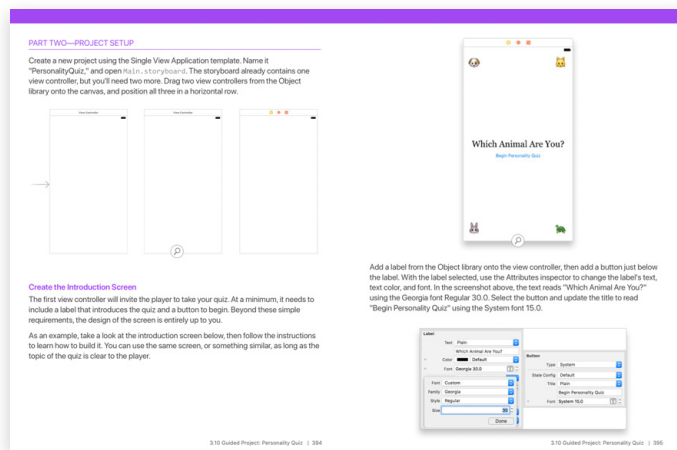 PART TWO—PROJECT SETUP
Create a new project using the Single View Application template. Name it
"PersonalityQuiz," and open Main.storyboard. The storyboard already contains one
view controller, but you'll need two more. Drag two view controllers from the Object
library onto the canvas, and position all three in a horizontal row.
View Controller
View Controller
Create the Introduction Screen
The first view controller will invite the player to take your quiz. At a minimum, it needs to
include a label that introduces the quiz and a button to begin. Beyond these simple
requirements, the design of the screen is entirely up to you.
As an example, take a look at the introduction screen below, then follow the instructions
to learn how to build it. You can use the same screen, or something similar, as long as the
topic of the quiz is clear to the player.
3.10 Guided Project: Personality Quiz | 394
Which Animal Are You?
Begin Personality Quiz
Add a label from the Object library onto the view controller, then add a button just below
the label. With the label selected, use the Attributes inspector to change the label's text,
text color, and font. In the screenshot above, the text reads "Which Animal Are You?"
using the Georgia font Regular 30.0. Select the button and update the title to read
"Begin Personality Quiz" using the System font 15.0.
Label
Text Plain
Which Animal Are You?
Color Default
Font Georgia 30.0
Font Custom
Family Georgia
Style Regular
Size 30
Done
Button
Type System
State Config Default
Title Plain
Begin Personality Quiz
Font System 15.0
3.10 Guided Project: Personality Quiz | 395